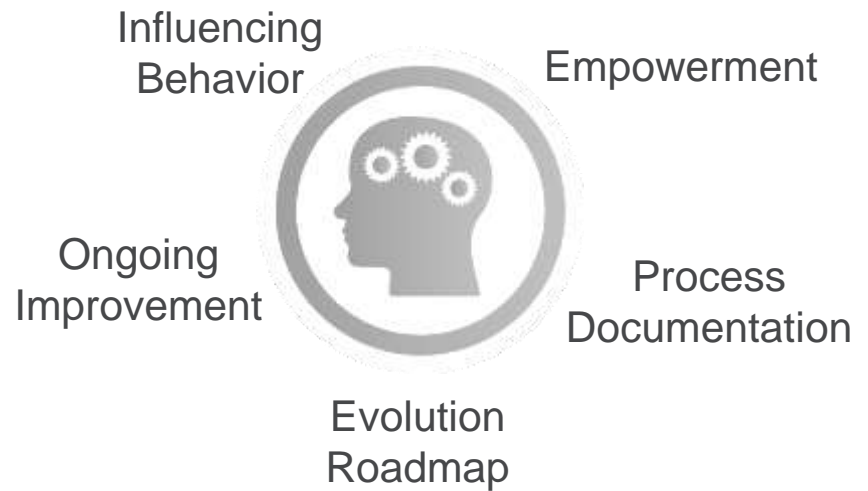 Influencing
Behavior
Empowerment
Ongoing
Improvement
Process
Documentation
Evolution
Roadmap